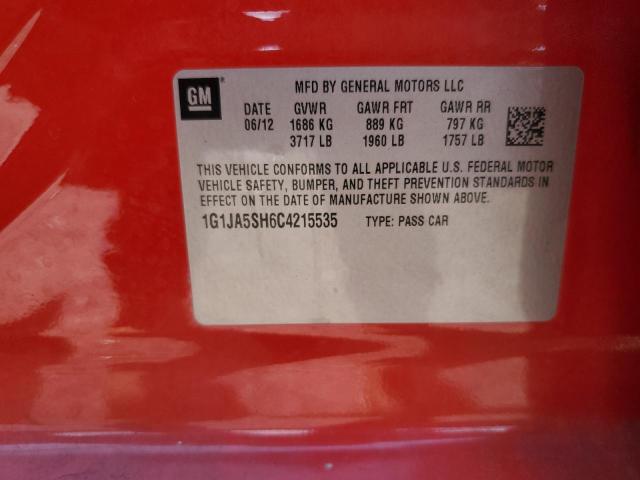 GM®
MFD BY GENERAL MOTORS LLC
DATE GVWR GAWR FRT GAWR RR
06/12 1686 KG 889 KG 797 KG
3717 LB 1960 LB 1757 LB
THIS VEHICLE CONFORMS TO ALL APPLICABLE U.S. FEDERAL MOTOR
VEHICLE SAFETY, BUMPER, AND THEFT PREVENTION STANDARDS IN
EFFECT ON THE DATE OF MANUFACTURE SHOWN ABOVE.
1G1JA5SH6C4215535 TYPE: PASS CAR